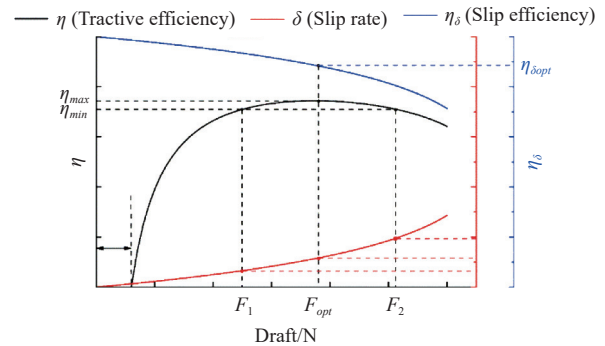 η (Tractive efficiency) δ (Slip rate) ηδ (Slip efficiency)
ηδopt
ηmax
ηmin
η
ηδ
F1 Fopt F2
Draft/N